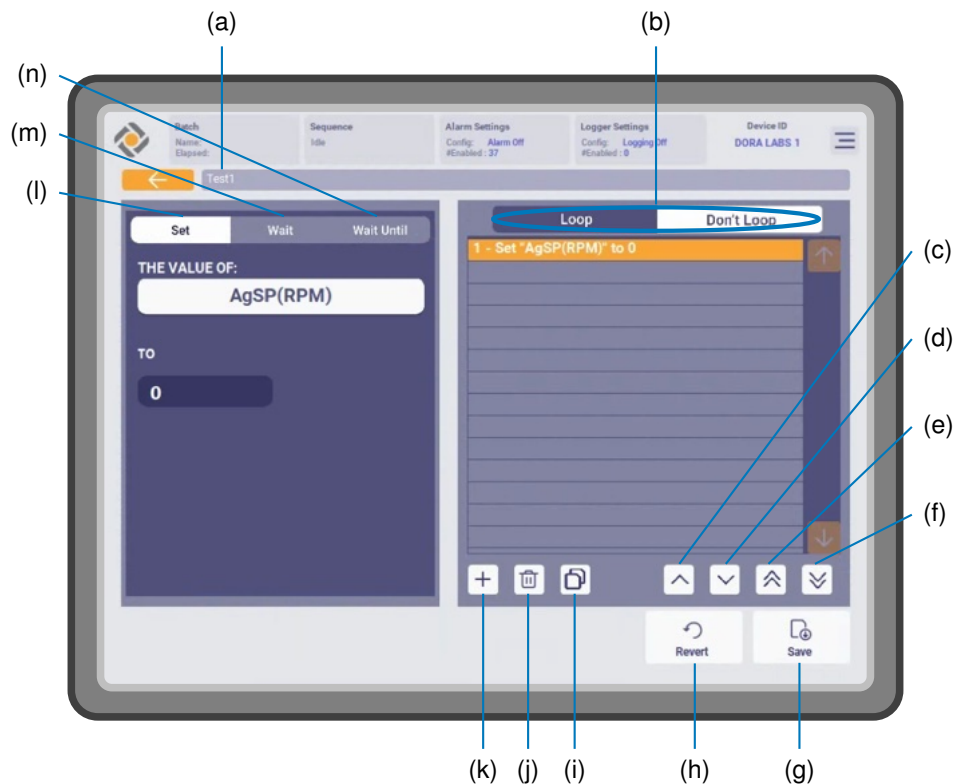 (a)
(b)
(n)
(m)
(l)
Batch
Name:
Elapsed:
Sequence
Idle
Alarm Settings
Config: Alarm Off
#Enabled : 37
Logger Settings
Config: Logging Off
#Enabled : 0
Device ID
DORA LABS 1
Test1
Set Wait Wait Until
THE VALUE OF:
AgSP(RPM)
TO
0
Loop Don't Loop
1 - Set "AgSP(RPM)" to 0
(c)
(d)
(e)
(f)
Revert
Save
(k) (j) (i) (h) (g)